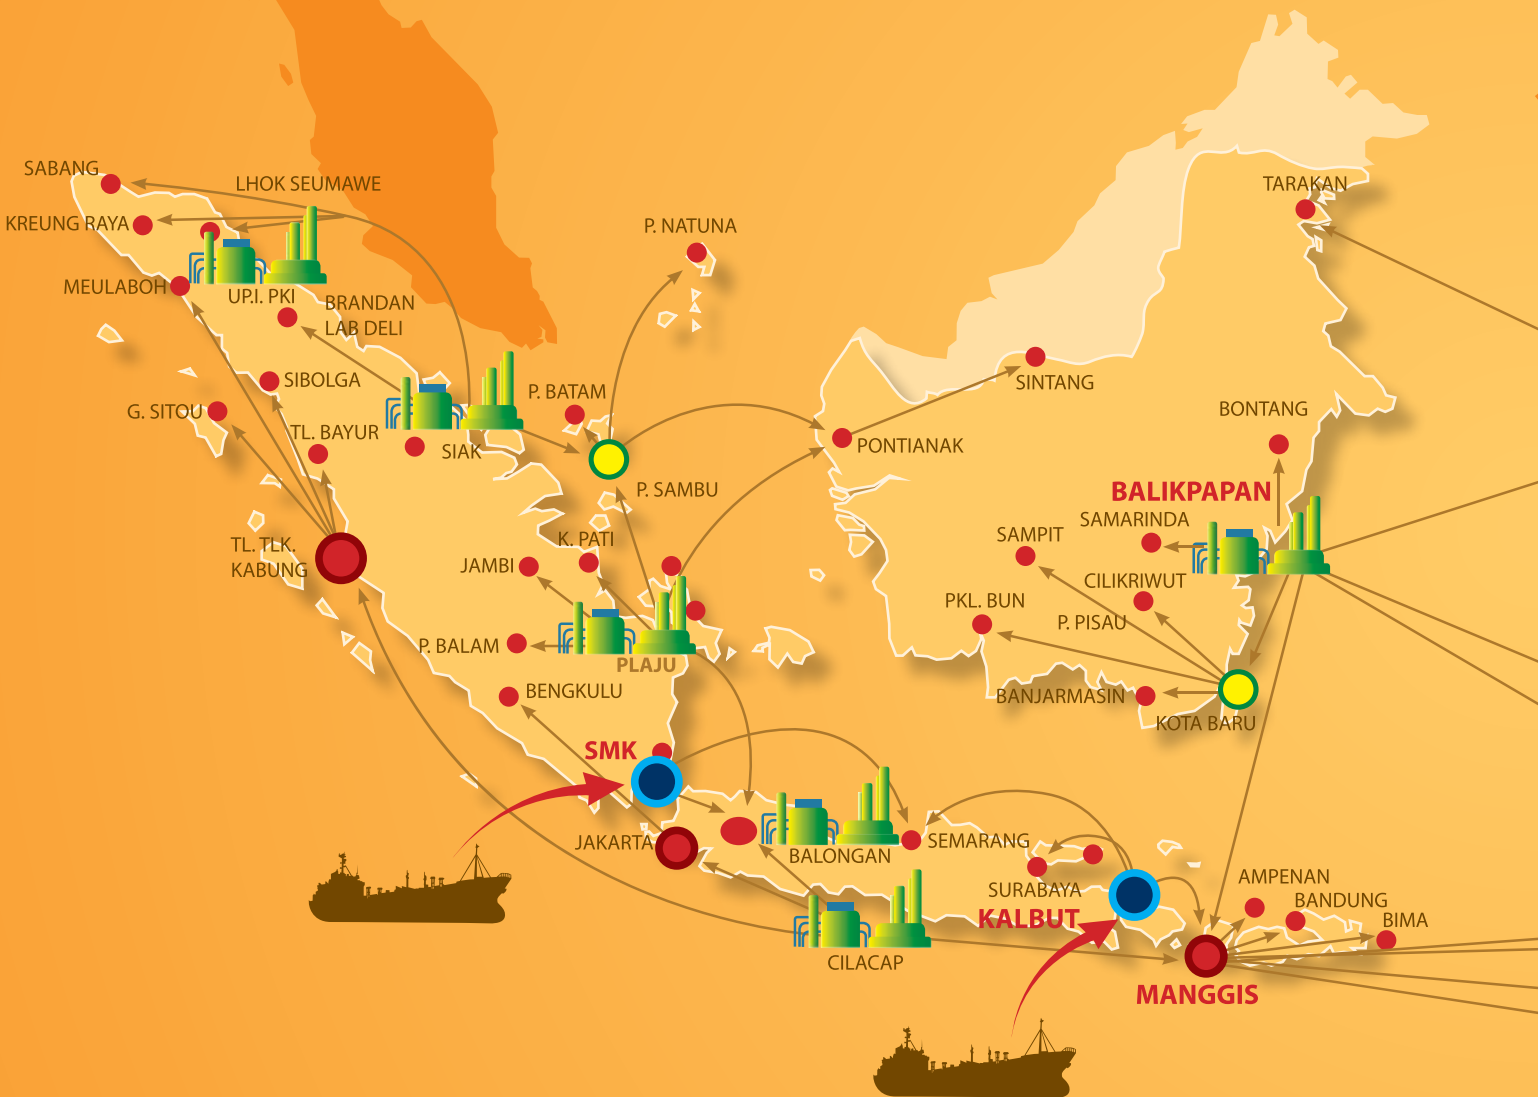 SABANG
LHOK SEUMAWE
KREUNG RAYA
MEULABOH
UP.I. PKI
BRANDAN
LAB DELI
SIBOLGA
G. SITOU
TL. BAYUR
SIAK
P. BATAM
P. NATUNA
P. SAMBU
TL. TLK.
KABUNG
JAMBI
K. PATI
P. BALAM
PLAJU
BENGKULU
SMK
JAKARTA
BALONGAN
SEMARANG
CILACAP
SURABAYA
KALBUT
MANGGIS
AMPENAN
BANDUNG
BIMA
TARAKAN
SINTANG
PONTIANAK
BONTANG
BALIKPAPAN
SAMARINDA
SAMPIT
CILIKRIWUT
PKL. BUN
P. PISAU
BANJARMASIN
KOTA BARU